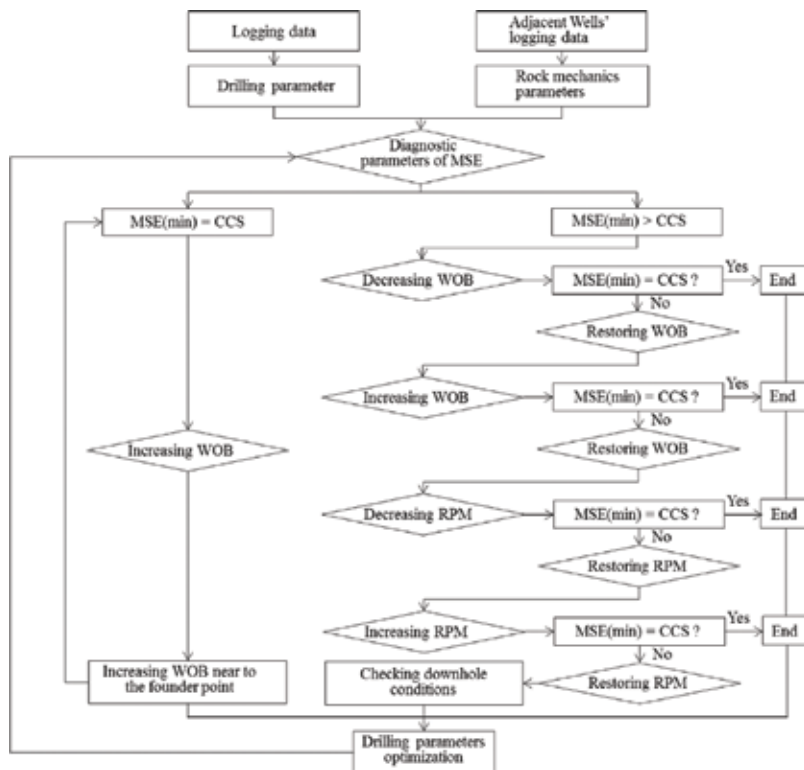 Logging data
Adjacent Wells'
logging data
Drilling parameter
Rock mechanics
parameters
Diagnostic
parameters of MSE
MSE(min) = CCS
MSE(min) > CCS
Decreasing WOB
MSE(min) = CCS ?
Yes
End
No
Restoring WOB
Increasing WOB
MSE(min) = CCS ?
Yes
End
No
Increasing WOB
Restoring WOB
Decreasing RPM
MSE(min) = CCS ?
Yes
End
No
Restoring RPM
Increasing RPM
MSE(min) = CCS ?
Yes
End
No
Increasing WOB near to
the founder point
Checking downhole
conditions
Restoring RPM
Drilling parameters
optimization